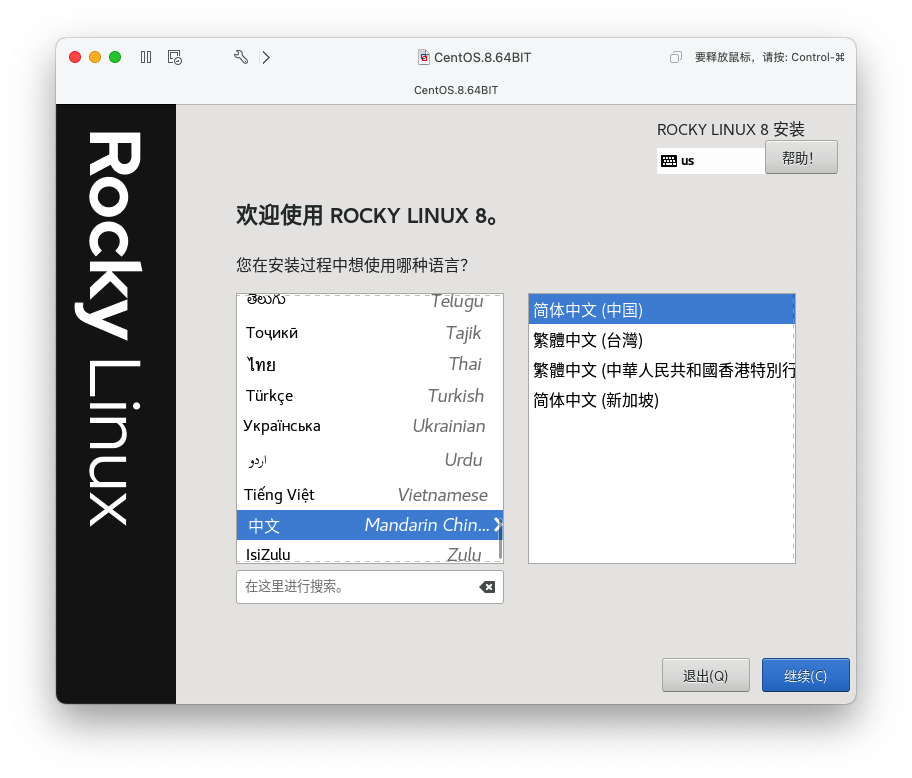 CentOS.8.64BIT
要释放鼠标，请按: Control-⌘
CentOS.8.64BIT
Rocky Linux
ROCKY LINUX 8 安装
us
帮助！
欢迎使用 ROCKY LINUX 8。
您在安装过程中想使用哪种语言？
తెలుగు Telugu
Тоҷикӣ Tajik
ไทย Thai
Türkçe Turkish
Українська Ukrainian
اردو Urdu
Tiếng Việt Vietnamese
中文 Mandarin Chin...
IsiZulu Zulu
简体中文 (中国)
繁體中文 (台灣)
繁體中文 (中華人民共和國香港特別行
简体中文 (新加坡)
在这里进行搜索。
退出(Q)
继续(C)